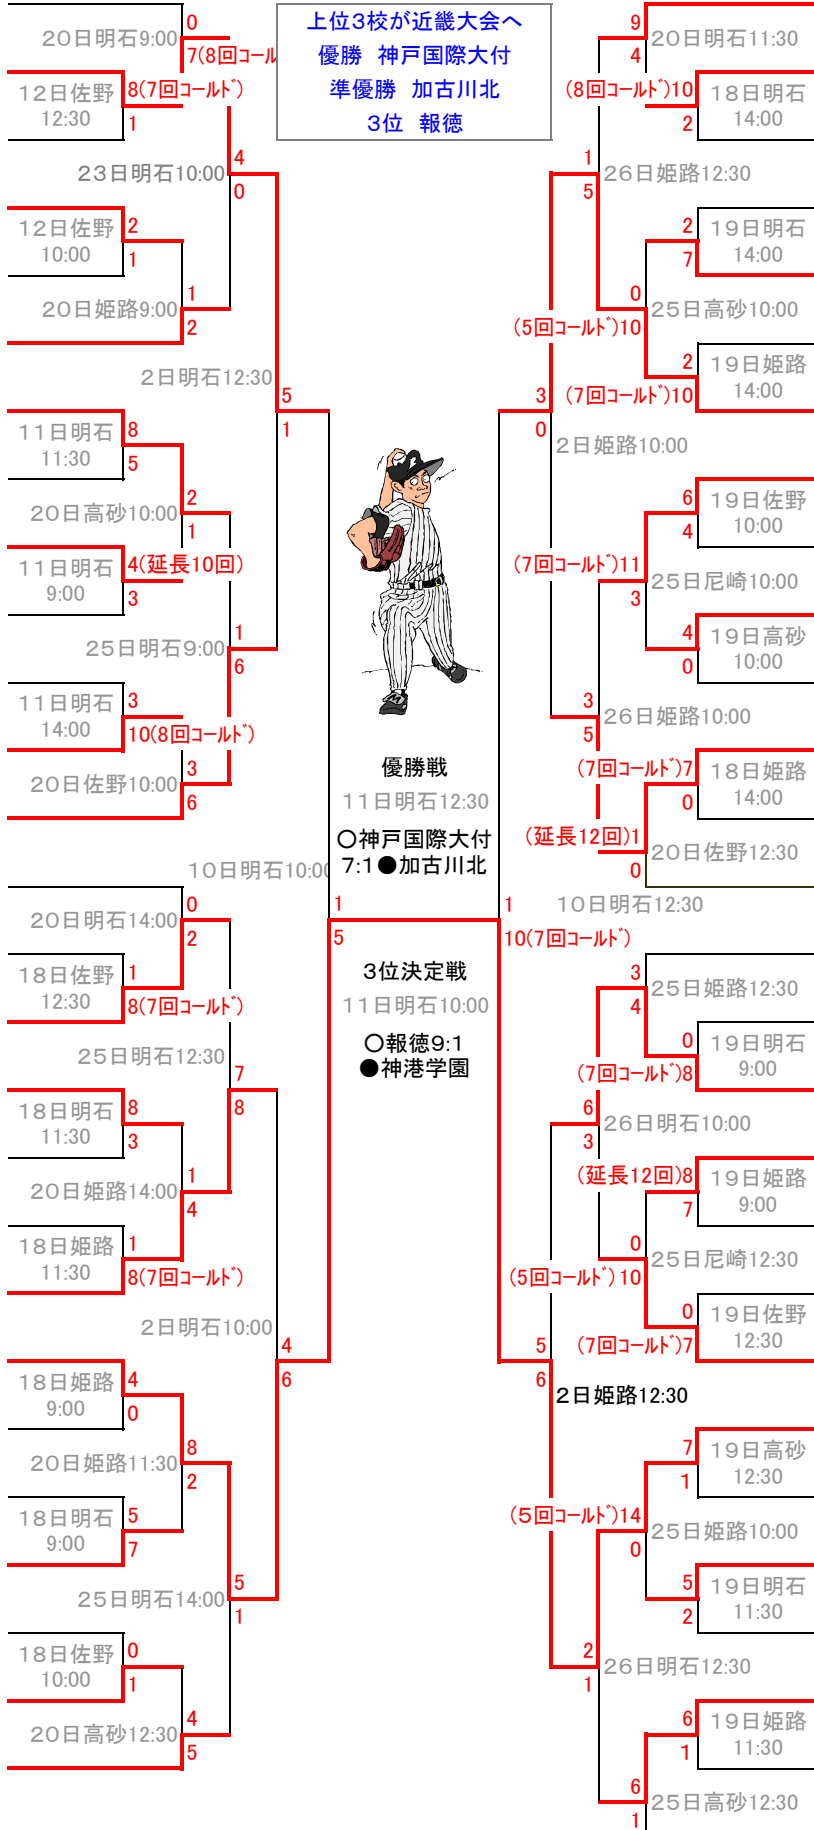 上位3校が近畿大会へ
優勝 神戸国際大付
準優勝 加古川北
3位 報徳
0
20日明石9:00
7(8回ｺｰﾙ
12日佐野
12:30
8(7回ｺｰﾙﾄﾞ)
1
4
23日明石10:00
0
12日佐野
10:00
2
1
1
20日姫路9:00
2
2日明石12:30
5
1
11日明石
11:30
8
5
2
20日高砂10:00
1
11日明石
9:00
4(延長10回)
3
1
25日明石9:00
6
11日明石
14:00
3
10(8回ｺｰﾙﾄﾞ)
3
20日佐野10:00
6
10日明石10:00
1
5
0
20日明石14:00
2
18日佐野
12:30
1
8(7回ｺｰﾙﾄﾞ)
25日明石12:30
7
8
18日明石
11:30
8
3
1
20日姫路14:00
4
18日姫路
11:30
1
8(7回ｺｰﾙﾄﾞ)
2日明石10:00
4
6
18日姫路
9:00
4
0
8
20日姫路11:30
2
18日明石
9:00
5
7
5
25日明石14:00
1
18日佐野
10:00
0
1
4
20日高砂12:30
5
優勝戦
11日明石12:30
○神戸国際大付
7:1●加古川北
3位決定戦
11日明石10:00
○報徳9:1
●神港学園
9
20日明石11:30
4
(8回ｺｰﾙﾄﾞ)10
18日明石
14:00
2
1
26日姫路12:30
5
2
19日明石
14:00
7
0
25日高砂10:00
(5回ｺｰﾙﾄﾞ)10
2
19日姫路
14:00
(7回ｺｰﾙﾄﾞ)10
3
0
2日姫路10:00
6
19日佐野
10:00
4
(7回ｺｰﾙﾄﾞ)11
25日尼崎10:00
3
4
19日高砂
10:00
0
3
26日姫路10:00
5
(7回ｺｰﾙﾄﾞ)7
18日姫路
14:00
0
(延長12回)1
20日佐野12:30
0
1
10日明石12:30
10(7回ｺｰﾙﾄﾞ)
3
25日姫路12:30
4
0
19日明石
9:00
(7回ｺｰﾙﾄﾞ)8
6
26日明石10:00
3
(延長12回)8
19日姫路
9:00
7
0
25日尼崎12:30
(5回ｺｰﾙﾄﾞ)10
0
19日佐野
12:30
(7回ｺｰﾙﾄﾞ)7
5
6
2日姫路12:30
7
19日高砂
12:30
1
(5回ｺｰﾙﾄﾞ)14
25日姫路10:00
0
5
19日明石
11:30
2
2
26日明石12:30
1
6
19日姫路
11:30
1
6
25日高砂12:30
1